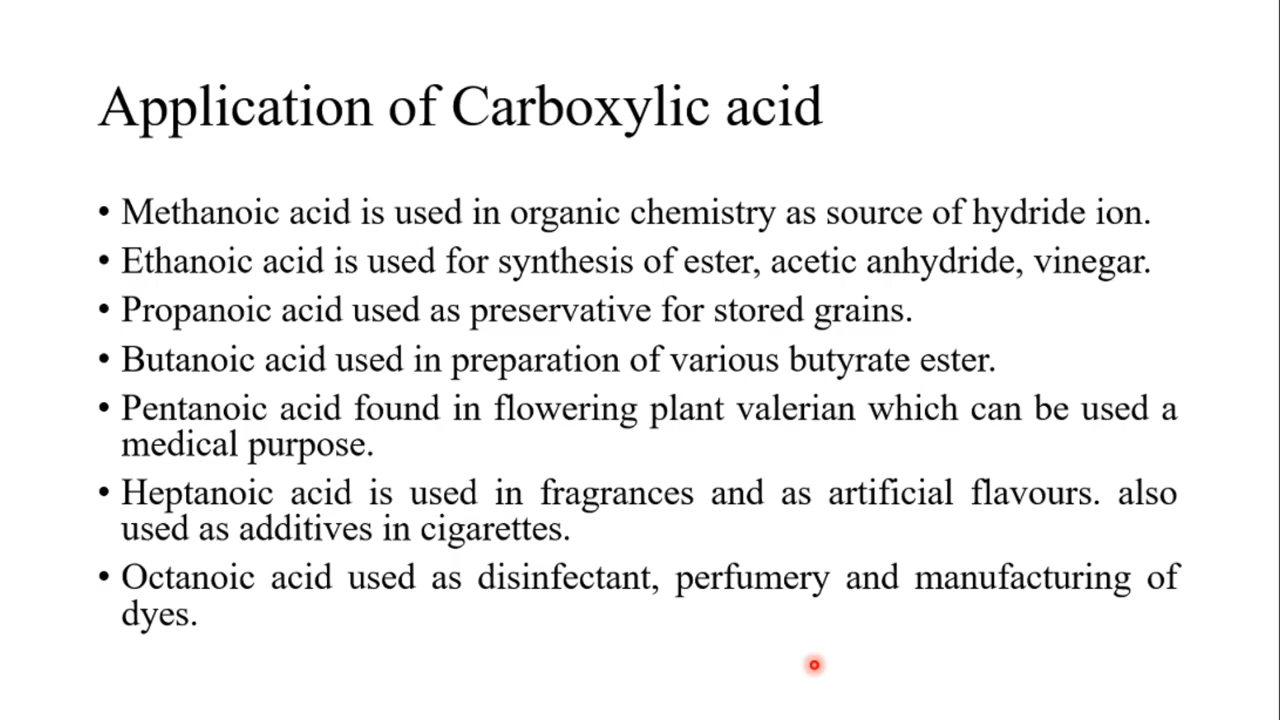 Application of Carboxylic acid
• Methanoic acid is used in organic chemistry as source of hydride ion.
• Ethanoic acid is used for synthesis of ester, acetic anhydride, vinegar.
• Propanoic acid used as preservative for stored grains.
• Butanoic acid used in preparation of various butyrate ester.
• Pentanoic acid found in flowering plant valerian which can be used a
medical purpose.
• Heptanoic acid is used in fragrances and as artificial flavours. also
used as additives in cigarettes.
• Octanoic acid used as disinfectant, perfumery and manufacturing of
dyes.